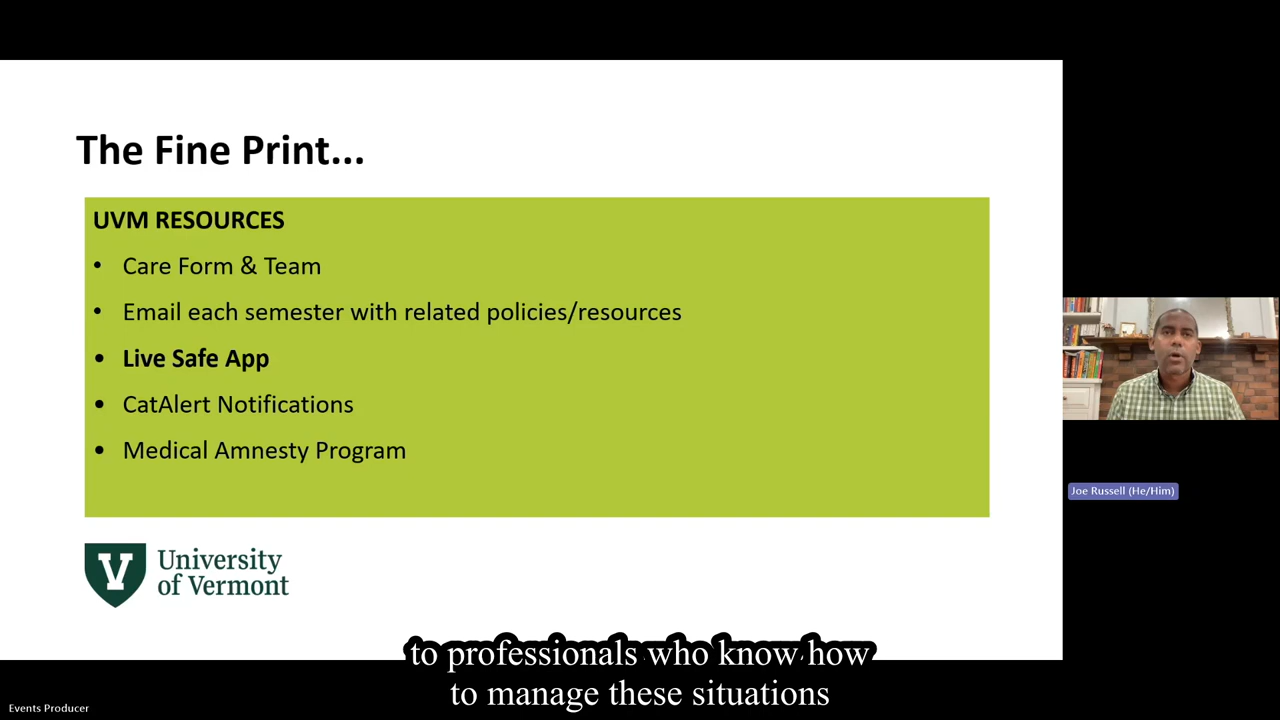 The Fine Print...
UVM RESOURCES
• Care Form & Team
• Email each semester with related policies/resources
• Live Safe App
• CatAlert Notifications
• Medical Amnesty Program
V
University
of Vermont
Joe Russell (He/Him)
to professionals who know how
to manage these situations
Events Producer